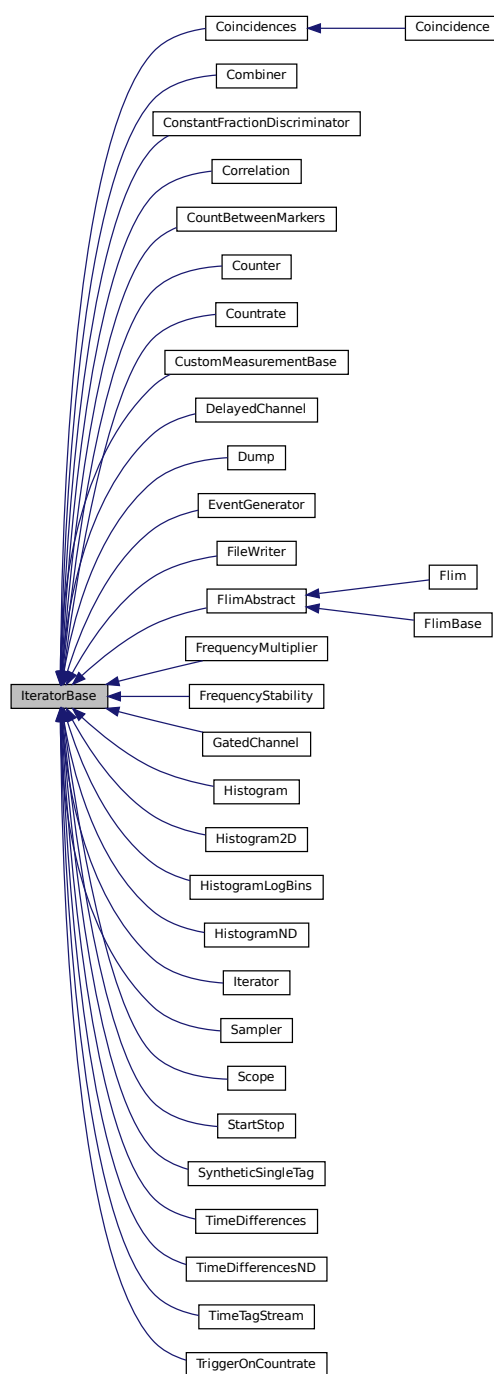 Coincidences
Coincidence
Combiner
ConstantFractionDiscriminator
Correlation
CountBetweenMarkers
Counter
Countrate
CustomMeasurementBase
DelayedChannel
Dump
EventGenerator
FileWriter
Flim
FlimAbstract
FlimBase
FrequencyMultiplier
IteratorBase
FrequencyStability
GatedChannel
Histogram
Histogram2D
HistogramLogBins
HistogramND
Iterator
Sampler
Scope
StartStop
SyntheticSingleTag
TimeDifferences
TimeDifferencesND
TimeTagStream
TriggerOnCountrate